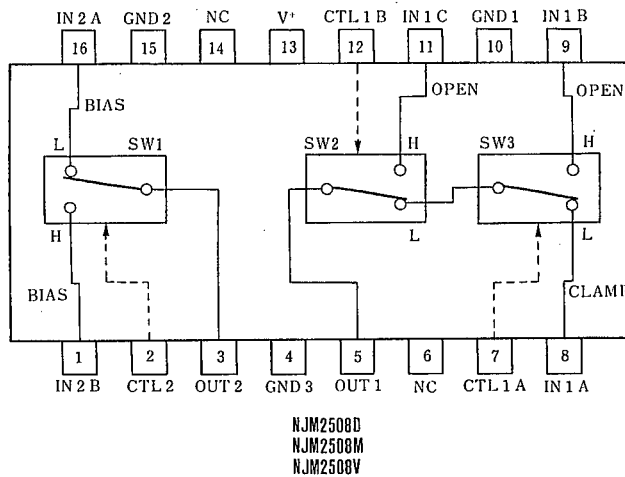 IN 2 A GND 2 NC V+ CTL 1 B IN 1 C GND 1 IN 1 B
16 15 14 13 12 11 10 9
BIAS OPEN OPEN
L SW1 SW2 H SW3 H
H L L
BIAS CLAMP
1 2 3 4 5 6 7 8
IN 2 B CTL 2 OUT 2 GND 3 OUT 1 NC CTL 1 A IN 1 A
NJM2508D
NJM2508M
NJM2508V